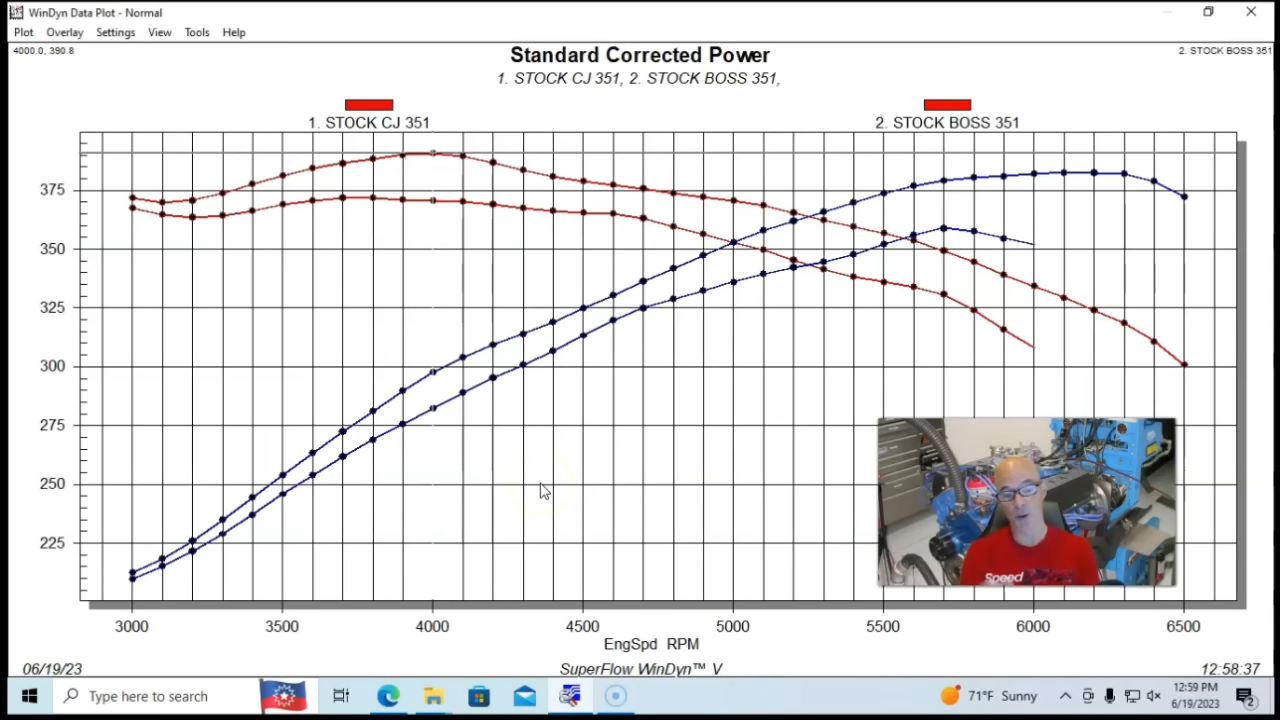 WinDyn Data Plot - Normal
Plot Overlay Settings View Tools Help
4000.0, 390.8
2. STOCK BOSS 351
Standard Corrected Power
1. STOCK CJ 351, 2. STOCK BOSS 351,
1. STOCK CJ 351
2. STOCK BOSS 351
375
350
325
300
275
250
225
3000 3500 4000 4500 5000 5500 6000 6500
EngSpd RPM
Speed
06/19/23
SuperFlow WinDyn™ V
12:58:37
Type here to search
71°F Sunny
12:59 PM
6/19/2023
2